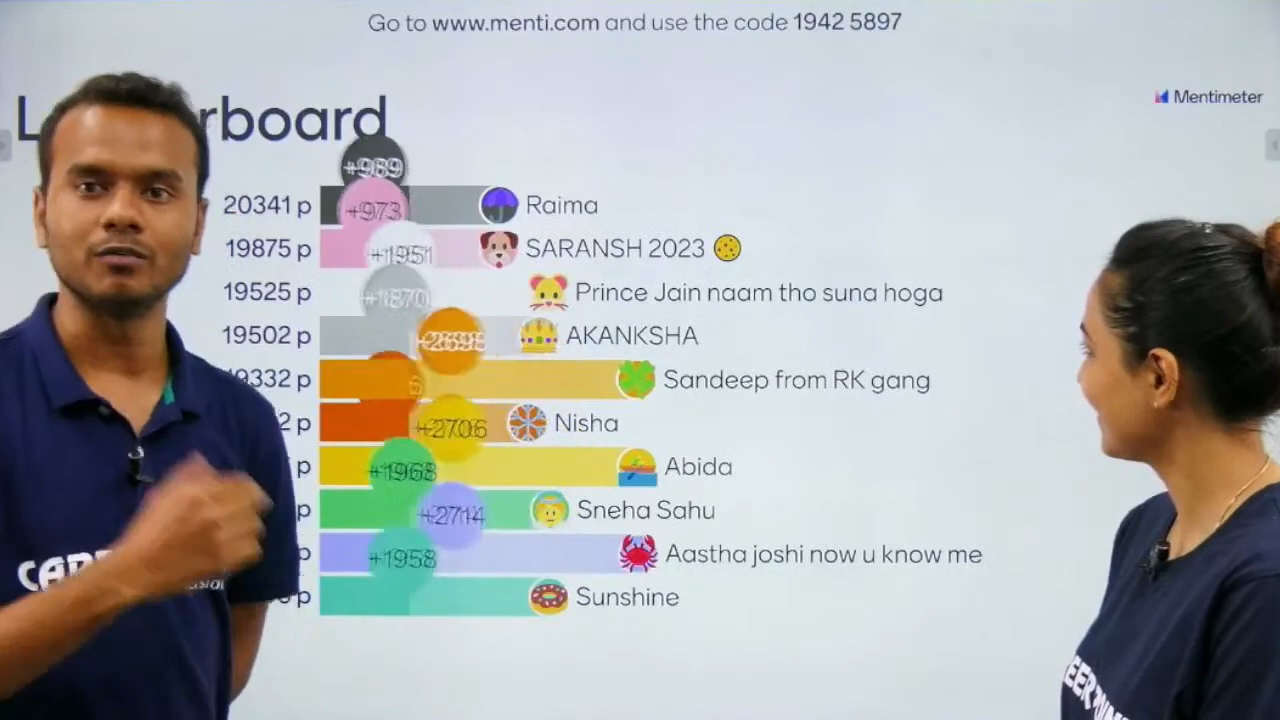 Go to www.menti.com and use the code 1942 5897
Mentimeter
rboard
+989
20341 p Raima
+973
19875 p SARANSH 2023
+1951
19525 p Prince Jain naam tho suna hoga
+1870
19502 p AKANKSHA
9332 p Sandeep from RK gang
2 p Nisha
+2706
p Abida
+1968
p Sneha Sahu
+2714
p Aastha joshi now u know me
+1958
p Sunshine